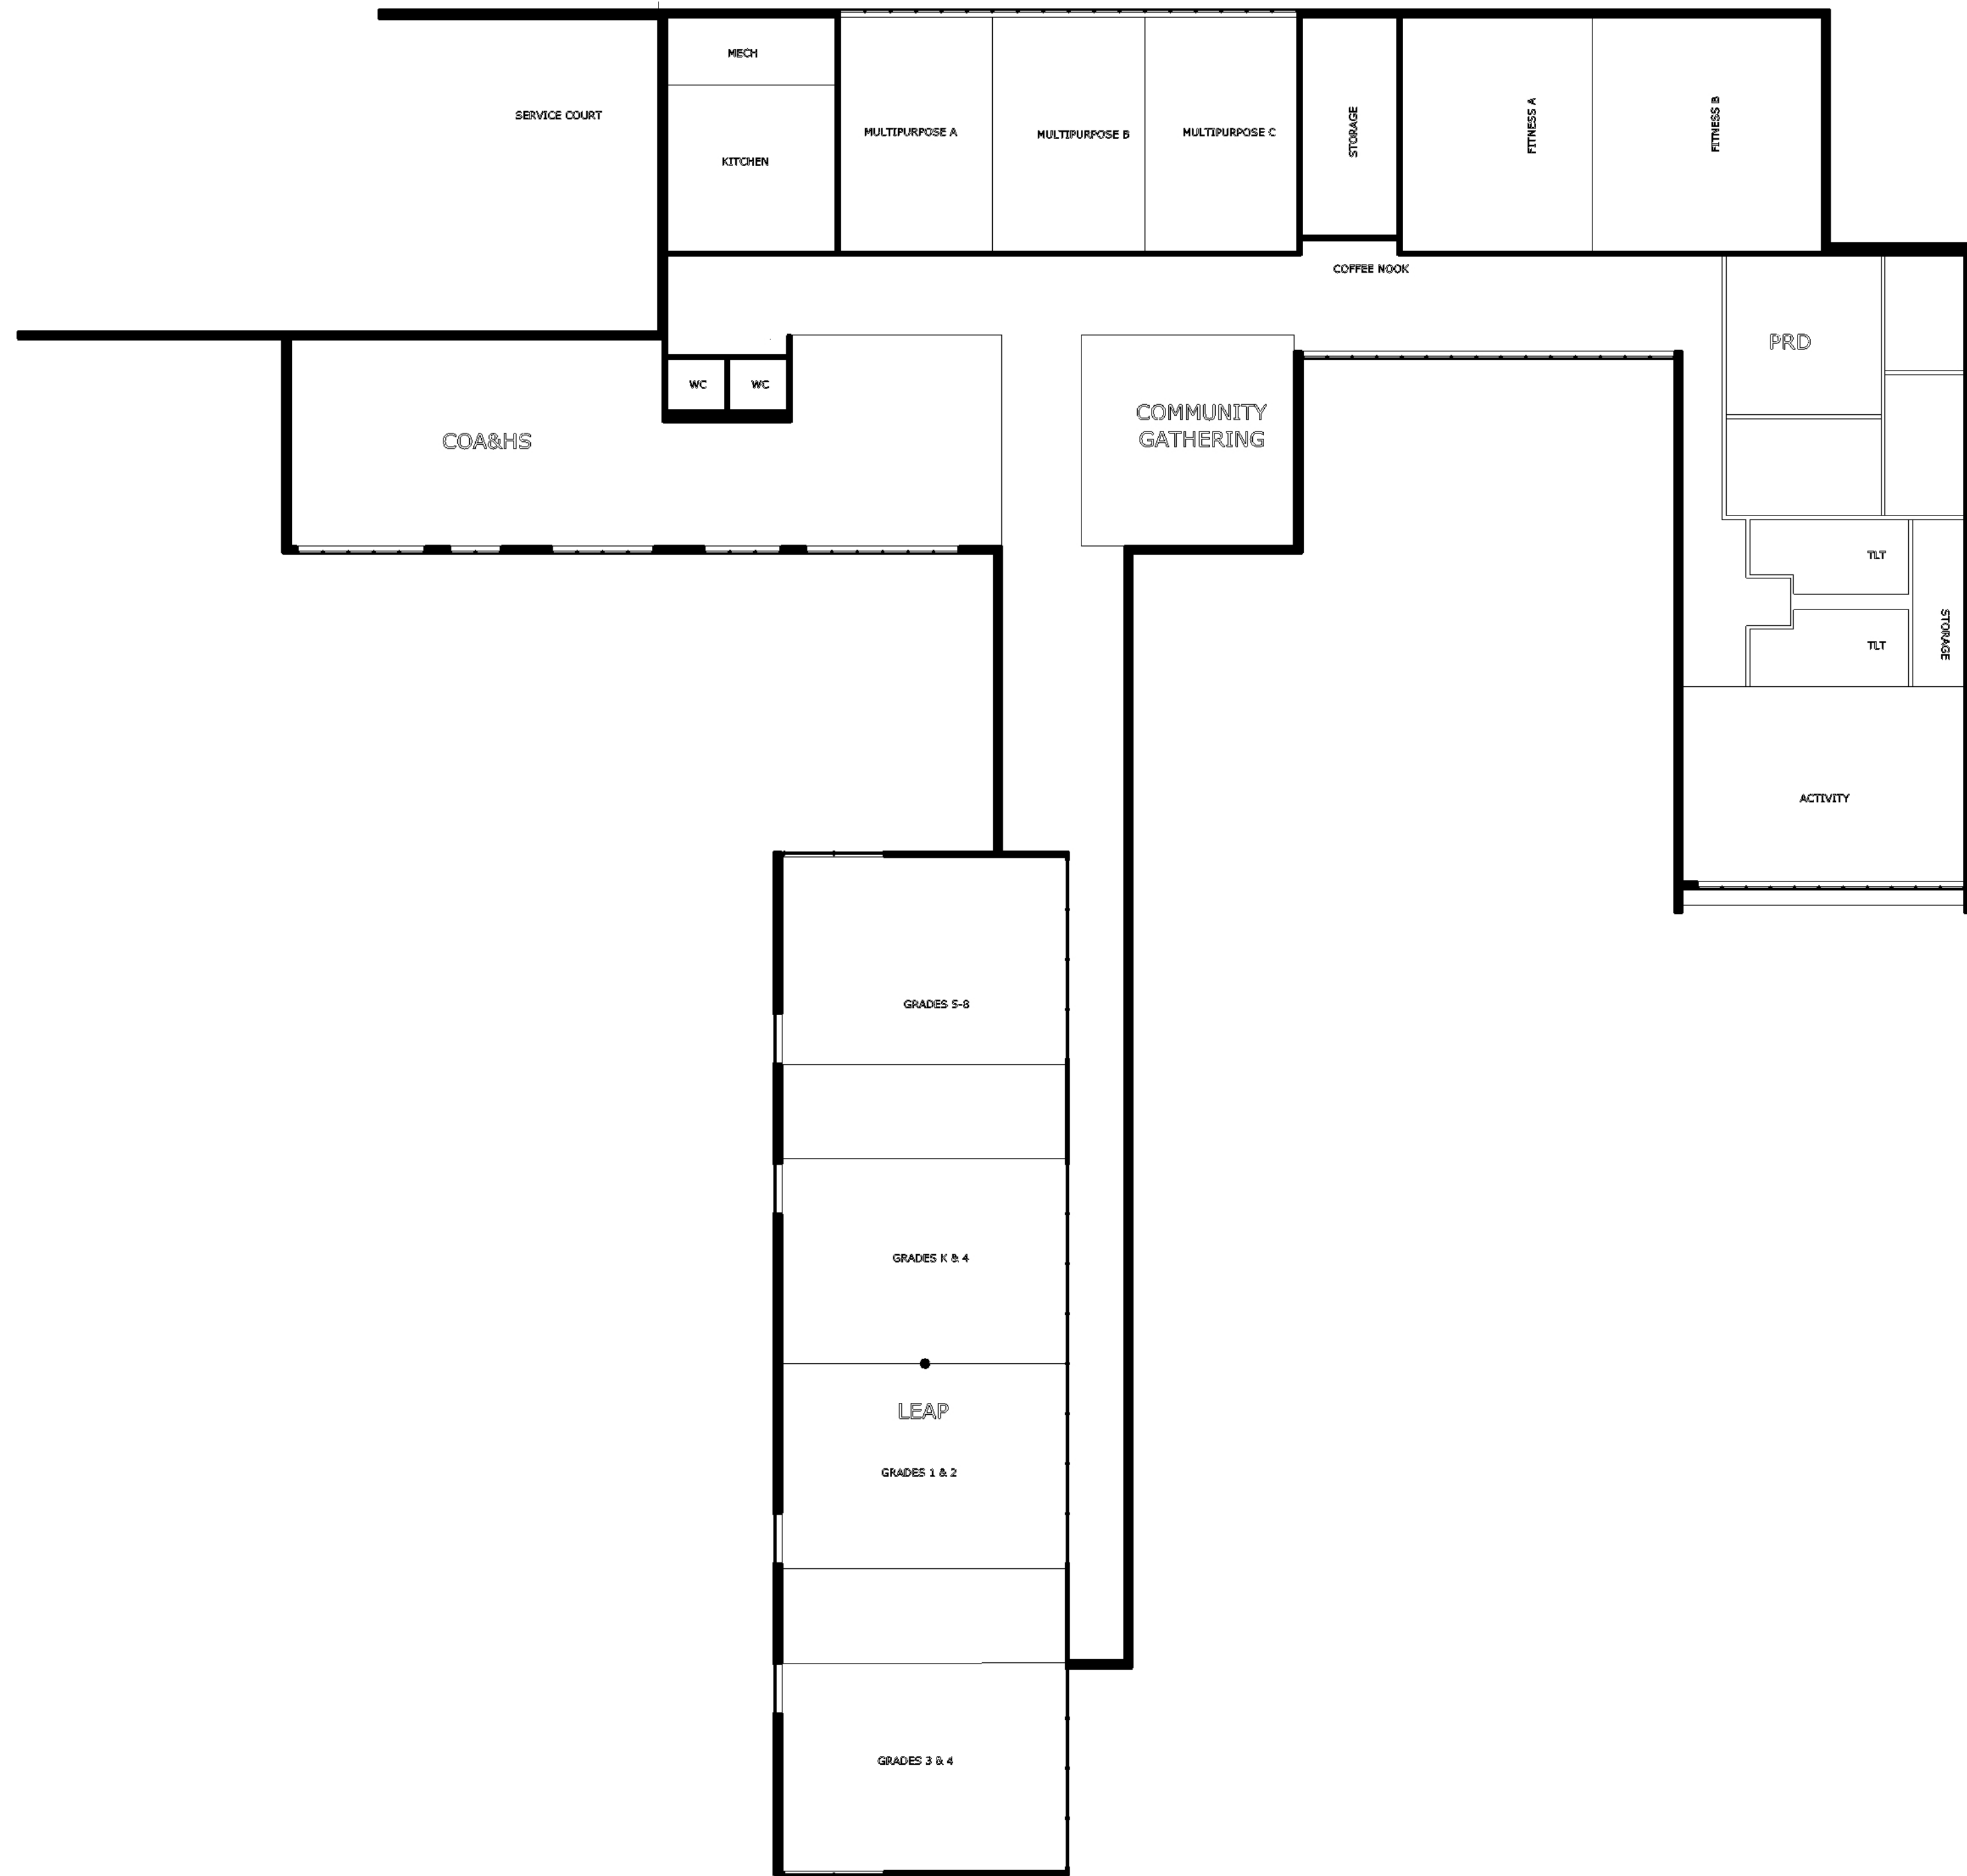 MECH
SERVICE COURT
KITCHEN
MULTIPURPOSE A
MULTIPURPOSE B
MULTIPURPOSE C
STORAGE
FITNESS A
FITNESS B
COFFEE NOOK
PRD
WC
WC
COA&HS
COMMUNITY
GATHERING
TLT
TLT
STORAGE
ACTIVITY
GRADES 5-8
GRADES K & 4
LEAP
GRADES 1 & 2
GRADES 3 & 4